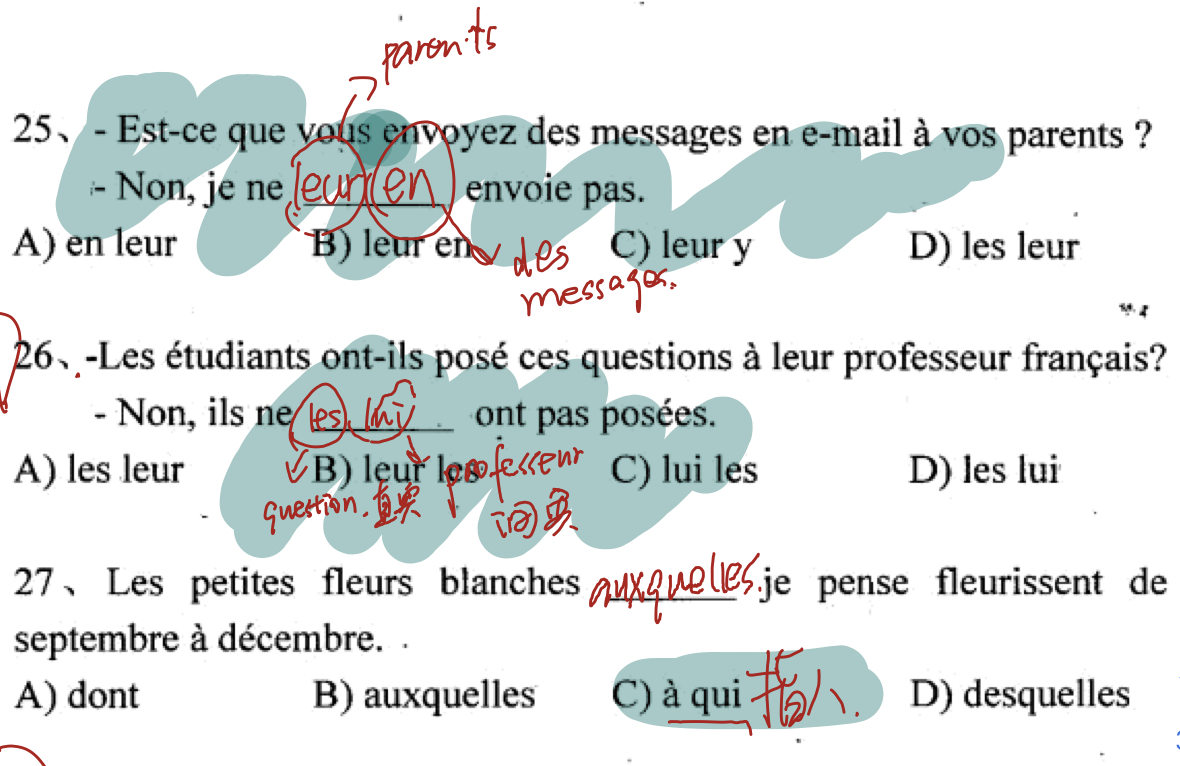 parents
25、 - Est-ce que vous envoyez des messages en e-mail à vos parents ?
- Non, je ne leur en envoie pas.
A) en leur B) leur en C) leur y D) les leur
des
messages.
26、 -Les étudiants ont-ils posé ces questions à leur professeur français?
- Non, ils ne les lui ont pas posées.
A) les leur B) leur les C) lui les D) les lui
question. 直宾 professeur
间宾
27、 Les petites fleurs blanches auxquelles je pense fleurissent de
septembre à décembre.
A) dont B) auxquelles C) à qui 指人. D) desquelles